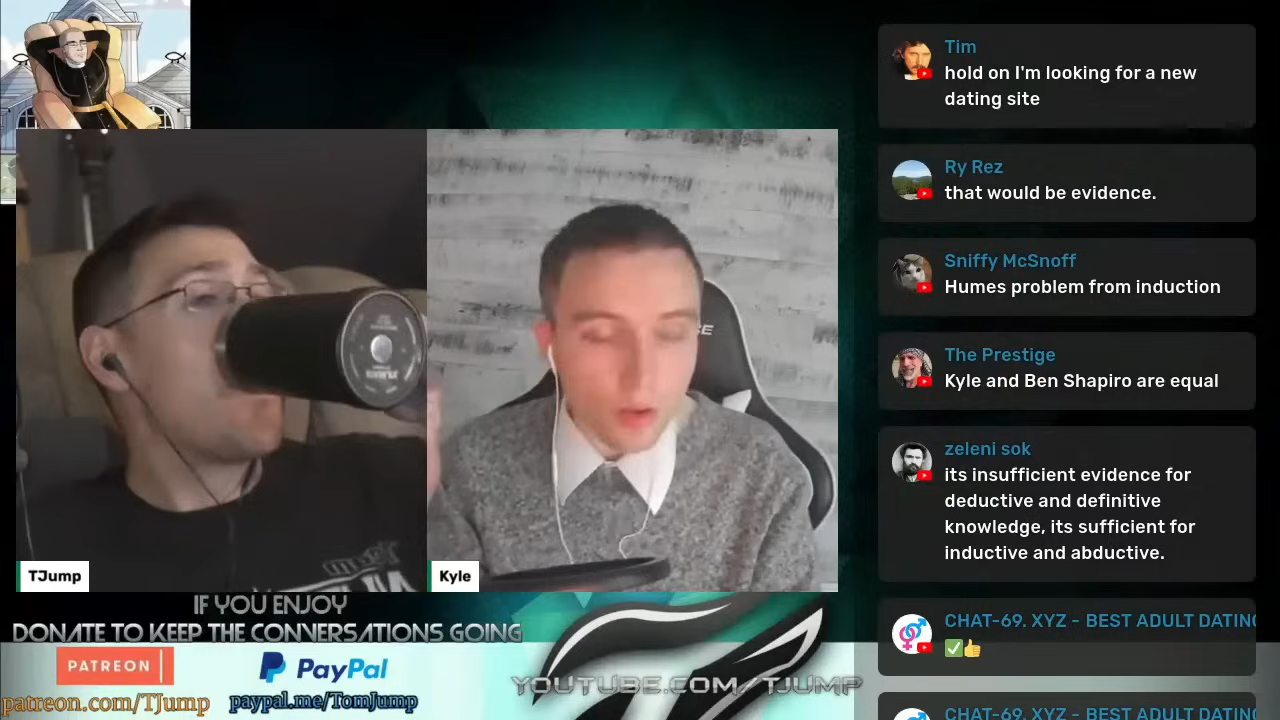 Tim
hold on I'm looking for a new
dating site
Ry Rez
that would be evidence.
Sniffy McSnoff
Humes problem from induction
The Prestige
Kyle and Ben Shapiro are equal
zeleni sok
its insufficient evidence for
deductive and definitive
knowledge, its sufficient for
inductive and abductive.
CHAT-69. XYZ - BEST ADULT DATING
✅👍
CHAT-69. XYZ - BEST ADULT DATING
TJump
Kyle
IF YOU ENJOY
DONATE TO KEEP THE CONVERSATIONS GOING
PATREON
PayPal
patreon.com/TJump
paypal.me/TomJump
YOUTUBE.COM/TJUMP